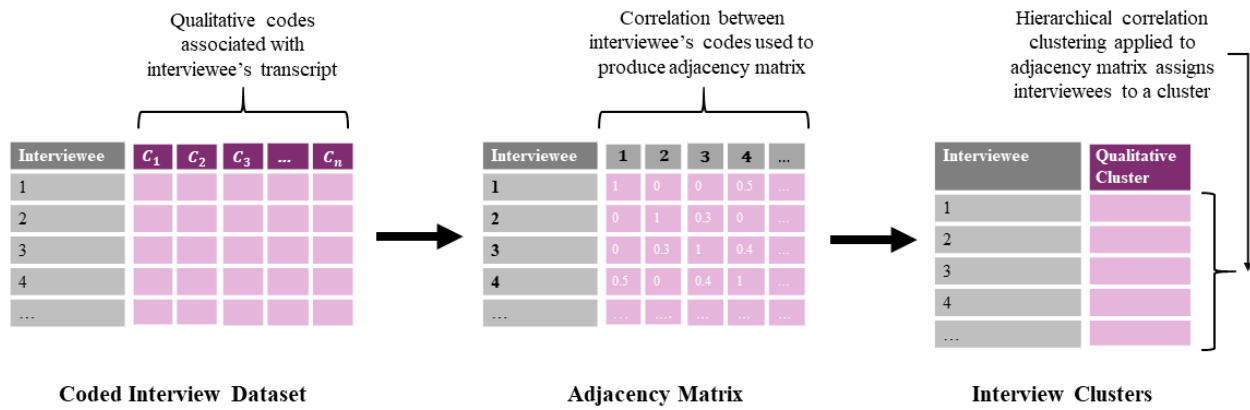 Qualitative codes
associated with
interviewee's transcript
Correlation between
interviewee's codes used to
produce adjacency matrix
Hierarchical correlation
clustering applied to
adjacency matrix assigns
interviewees to a cluster
Interviewee C₁ C₂ C₃ ... Cₙ
1
2
3
4
...
Interviewee 1 2 3 4 ...
1 1 0 0 0.5 ...
2 0 1 0.3 0 ...
3 0 0.3 1 0.4 ...
4 0.5 0 0.4 1 ...
... ... .... ... ... ...
Interviewee Qualitative
Cluster
1
2
3
4
...
Coded Interview Dataset
Adjacency Matrix
Interview Clusters